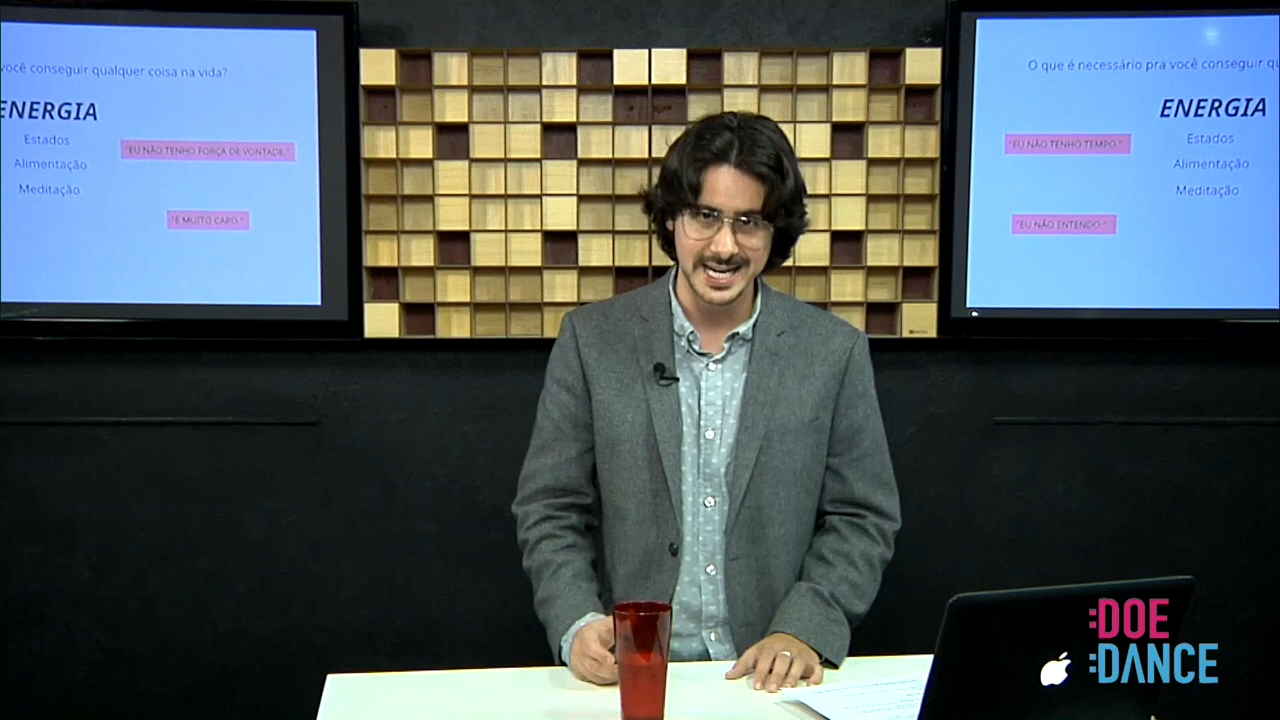 você conseguir qualquer coisa na vida?
ENERGIA
Estados
"EU NÃO TENHO FORÇA DE VONTADE."
Alimentação
Meditação
"É MUITO CARO."
O que é necessário pra você conseguir qu
ENERGIA
"EU NÃO TENHO TEMPO."
Estados
Alimentação
Meditação
"EU NÃO ENTENDO."
:DOE
:DANCE